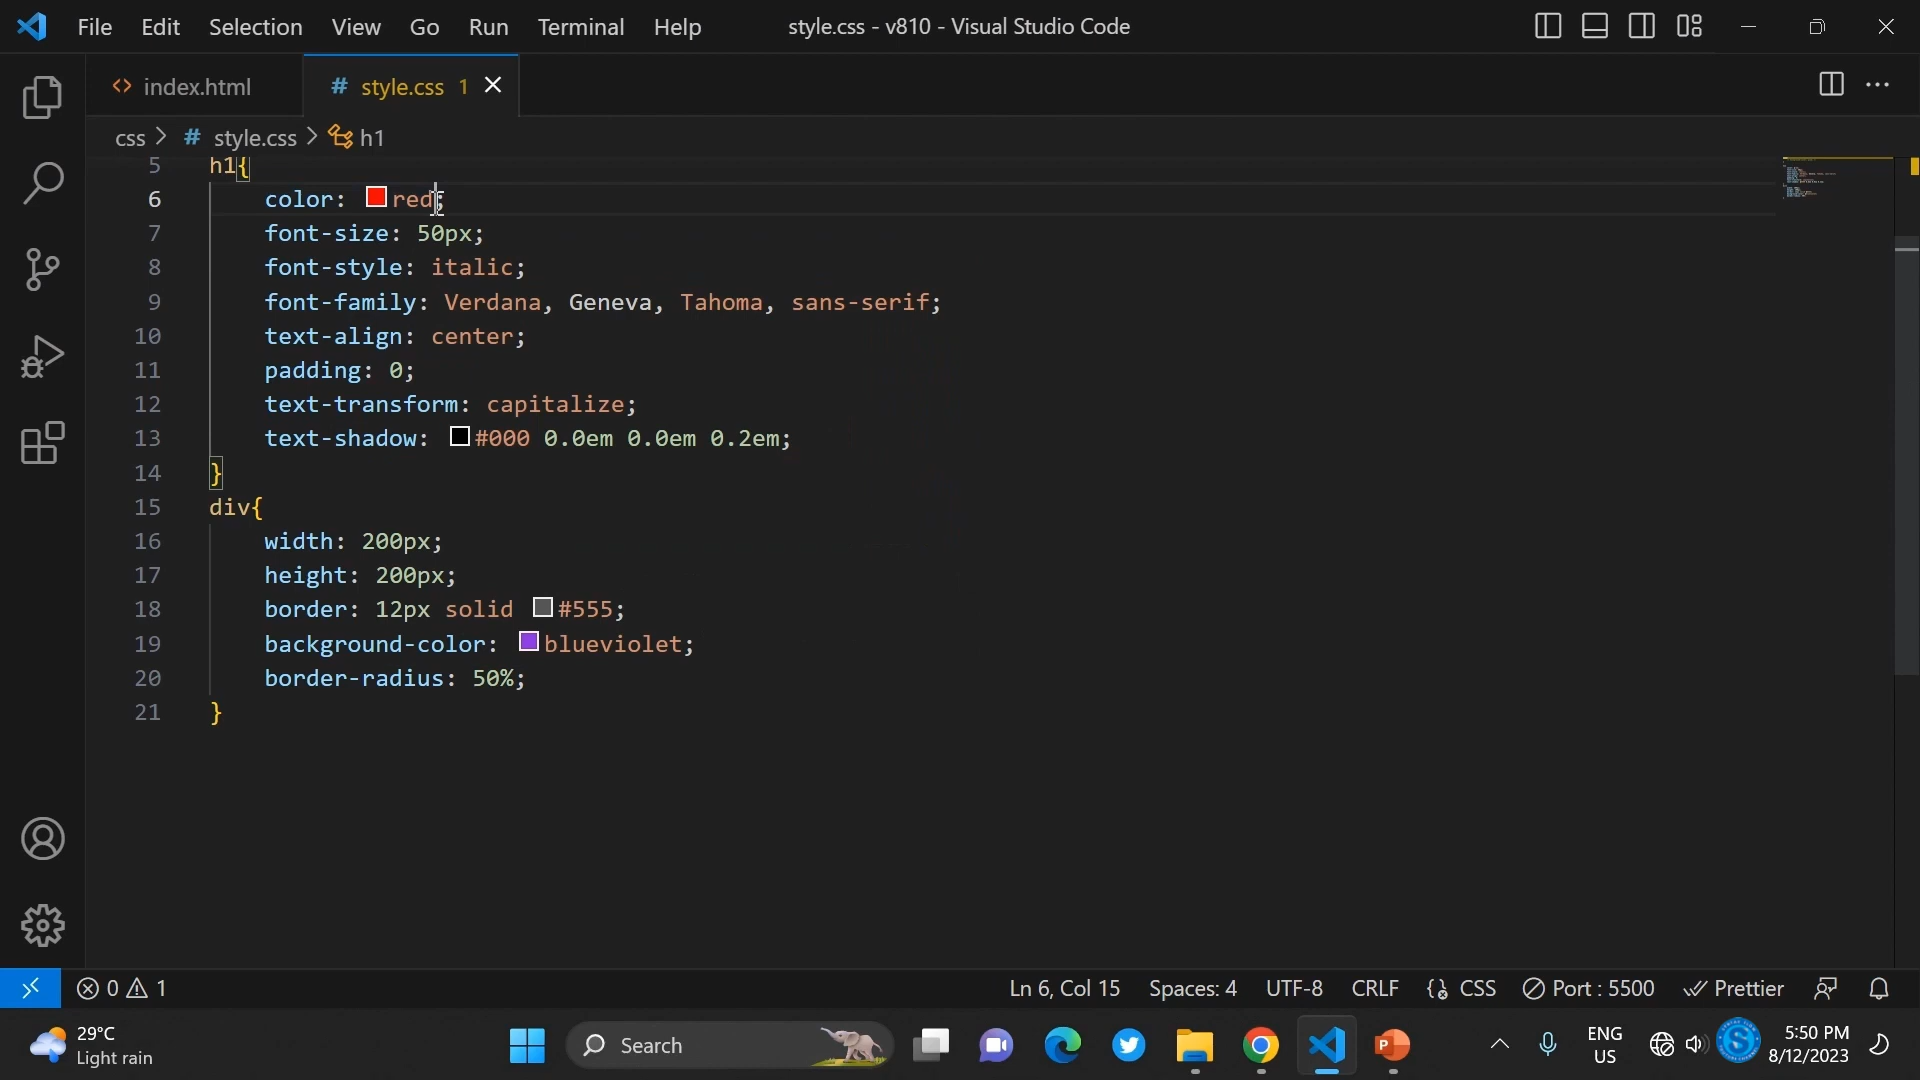 File Edit Selection View Go Run Terminal Help style.css - v810 - Visual Studio Code
<> index.html # style.css 1
css > # style.css > h1
5 h1{
6 color: red;
7 font-size: 50px;
8 font-style: italic;
9 font-family: Verdana, Geneva, Tahoma, sans-serif;
10 text-align: center;
11 padding: 0;
12 text-transform: capitalize;
13 text-shadow: #000 0.0em 0.0em 0.2em;
14 }
15 div{
16 width: 200px;
17 height: 200px;
18 border: 12px solid #555;
19 background-color: blueviolet;
20 border-radius: 50%;
21 }
0 1 Ln 6, Col 15 Spaces: 4 UTF-8 CRLF {} CSS Port : 5500 Prettier
29°C
Light rain
Search
ENG
US
5:50 PM
8/12/2023